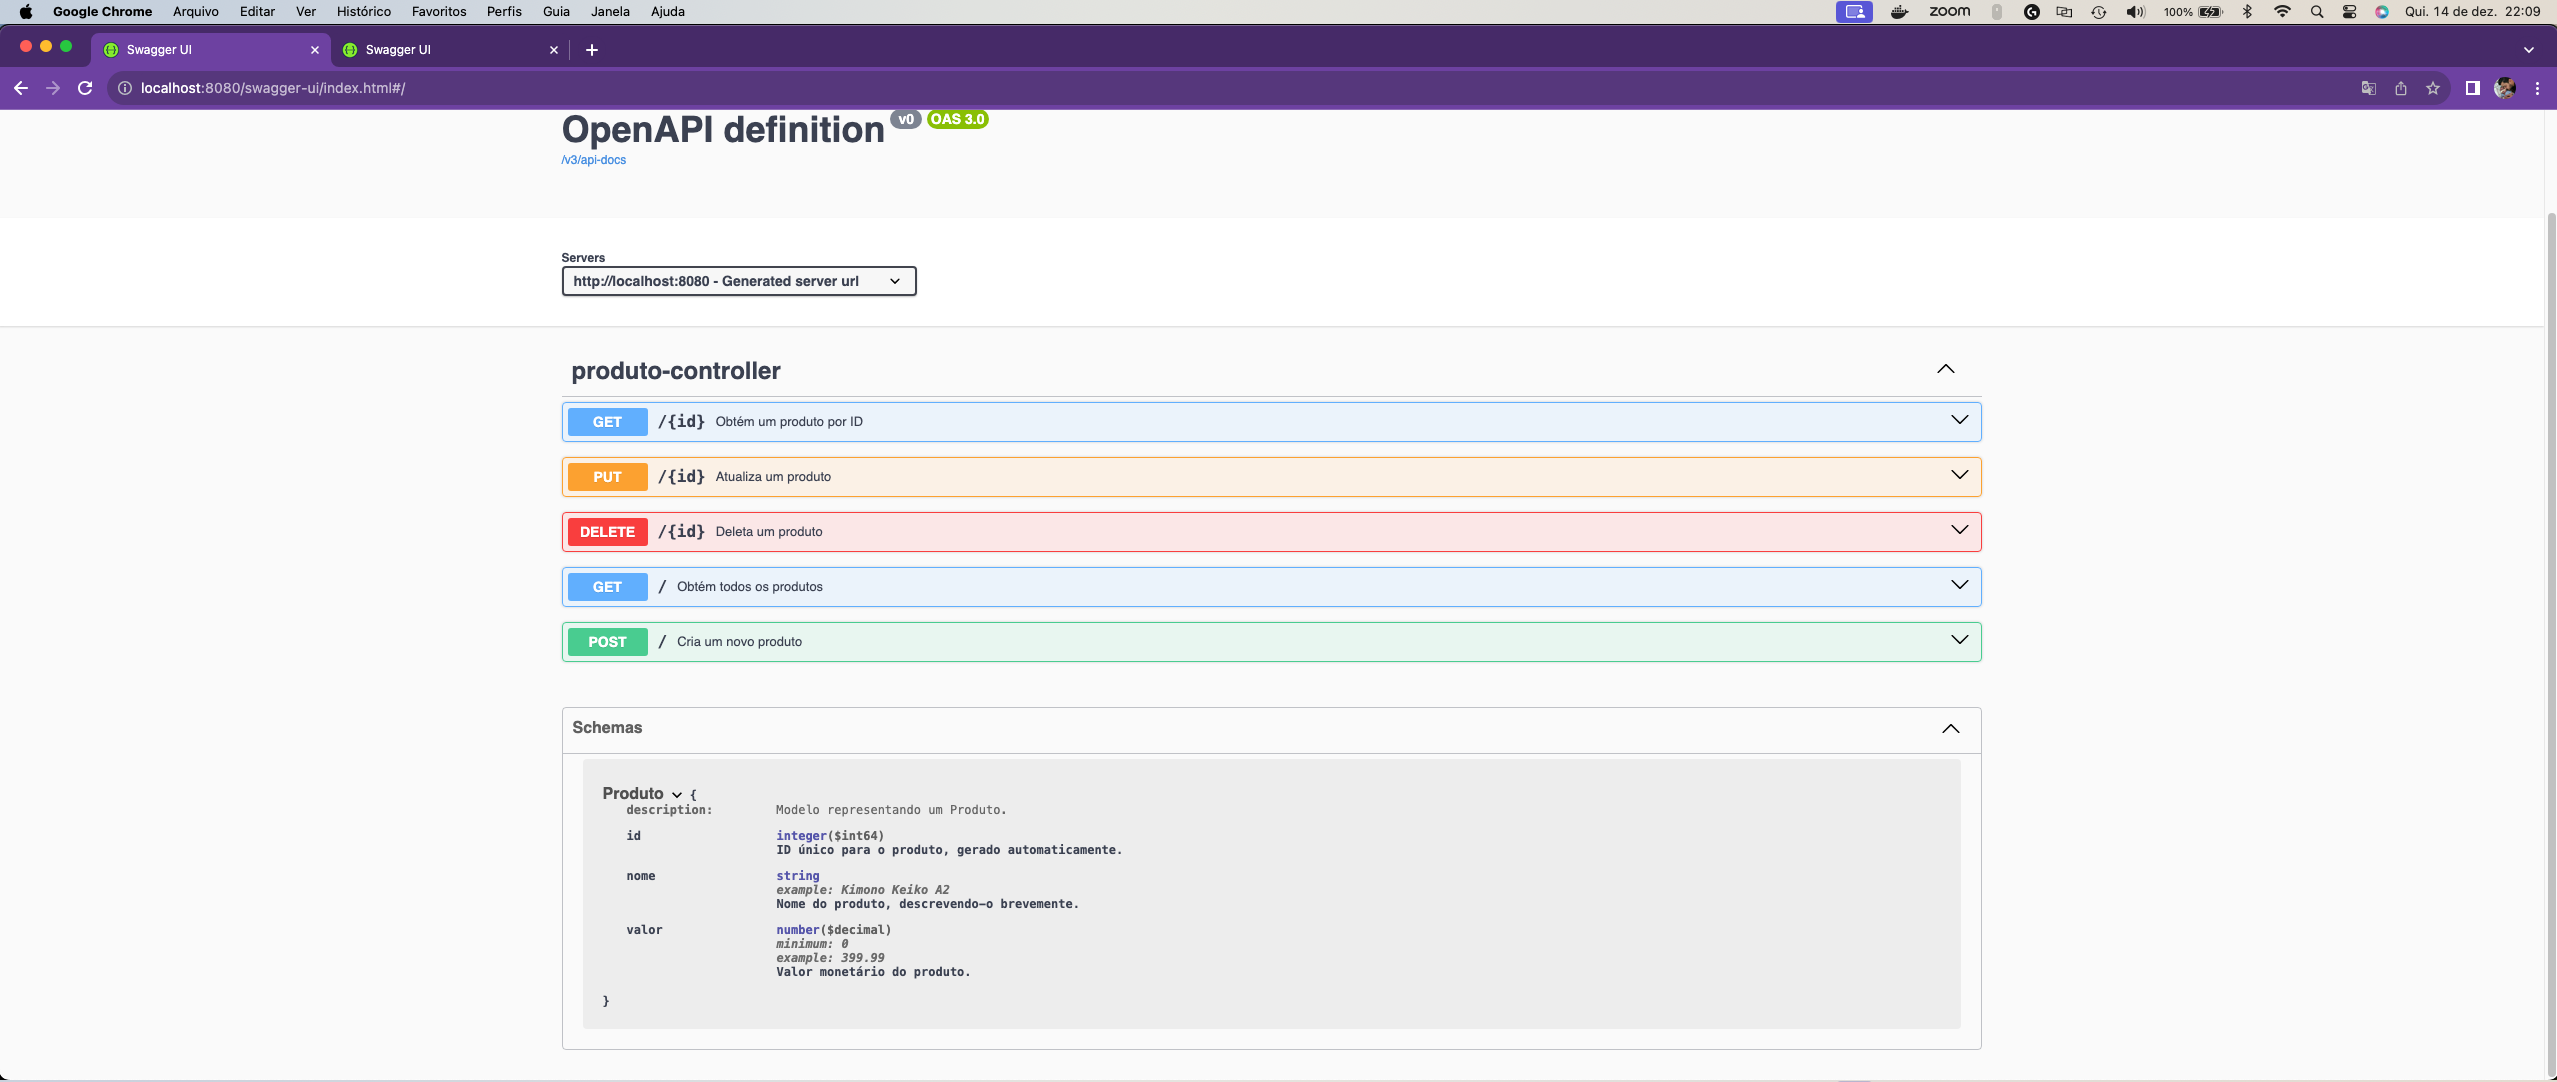 Google Chrome Arquivo Editar Ver Histórico Favoritos Perfis Guia Janela Ajuda zoom 100% Qui. 14 de dez. 22:09
Swagger UI Swagger UI
localhost:8080/swagger-ui/index.html#/
OpenAPI definition v0 OAS 3.0
/v3/api-docs
Servers
http://localhost:8080 - Generated server url
produto-controller
GET /{id} Obtém um produto por ID
PUT /{id} Atualiza um produto
DELETE /{id} Deleta um produto
GET / Obtém todos os produtos
POST / Cria um novo produto
Schemas
Produto {
description: Modelo representando um Produto.
id integer($int64)
ID único para o produto, gerado automaticamente.
nome string
example: Kimono Keiko A2
Nome do produto, descrevendo-o brevemente.
valor number($decimal)
minimum: 0
example: 399.99
Valor monetário do produto.
}